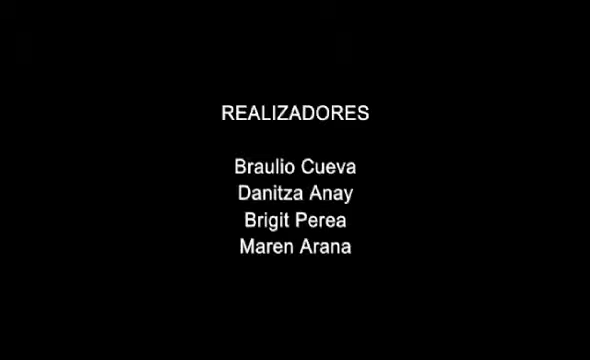 REALIZADORES
Braulio Cueva
Danitza Anay
Brigit Perea
Maren Arana